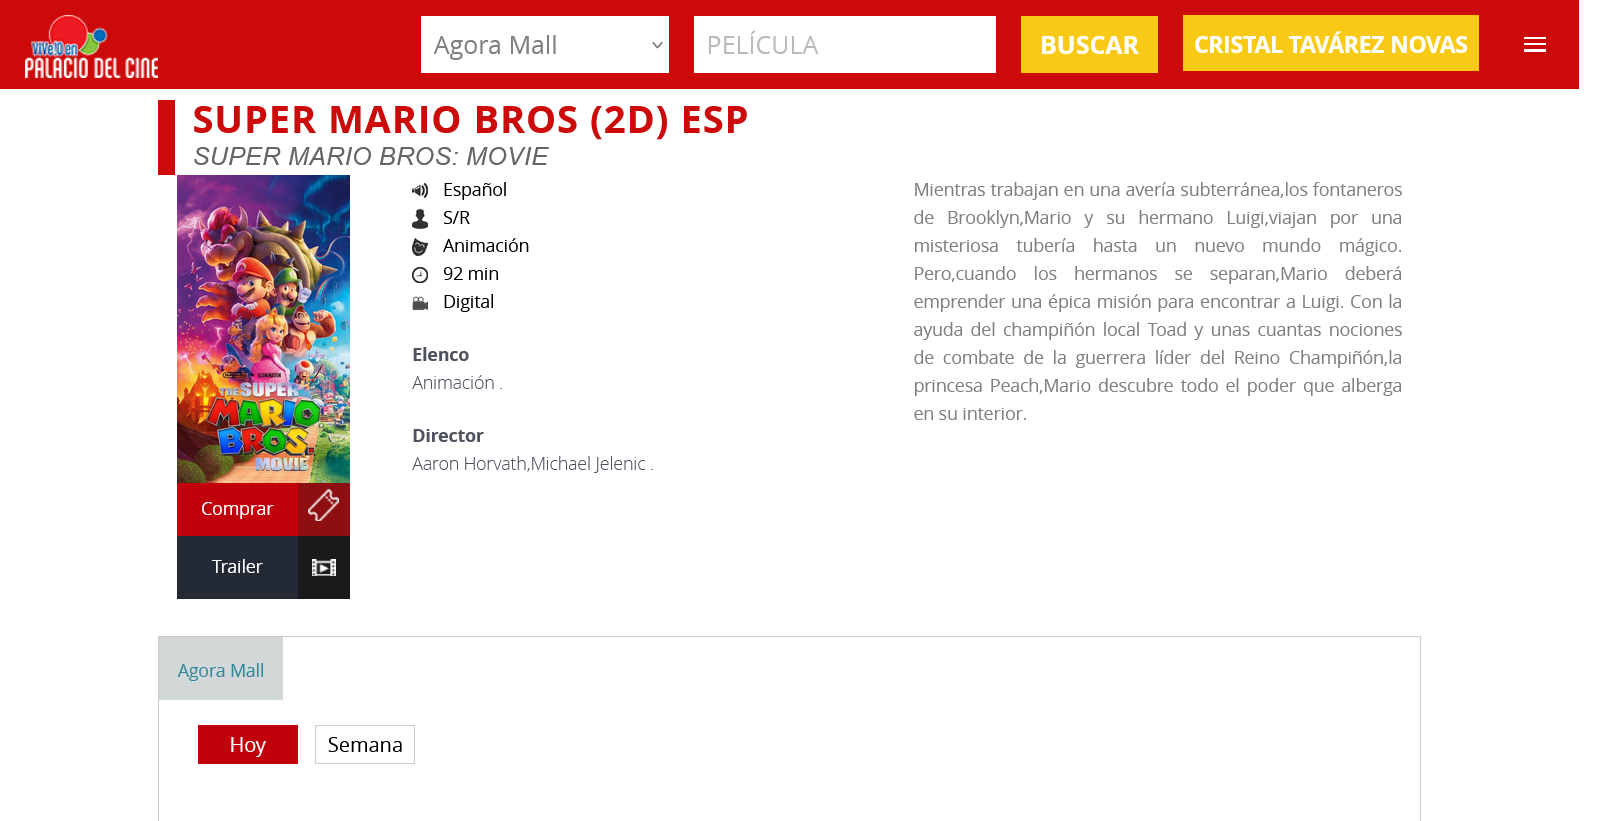 VIVELO en
PALACIO DEL CINE
Agora Mall
PELÍCULA
BUSCAR
CRISTAL TAVÁREZ NOVAS
SUPER MARIO BROS (2D) ESP
SUPER MARIO BROS: MOVIE
THE SUPER
MARIO
BROS.
MOVIE
Comprar
Trailer
Español
S/R
Animación
92 min
Digital
Elenco
Animación .
Director
Aaron Horvath,Michael Jelenic .
Mientras trabajan en una avería subterránea,los fontaneros
de Brooklyn,Mario y su hermano Luigi,viajan por una
misteriosa tubería hasta un nuevo mundo mágico.
Pero,cuando los hermanos se separan,Mario deberá
emprender una épica misión para encontrar a Luigi. Con la
ayuda del champiñón local Toad y unas cuantas nociones
de combate de la guerrera líder del Reino Champiñón,la
princesa Peach,Mario descubre todo el poder que alberga
en su interior.
Agora Mall
Hoy
Semana